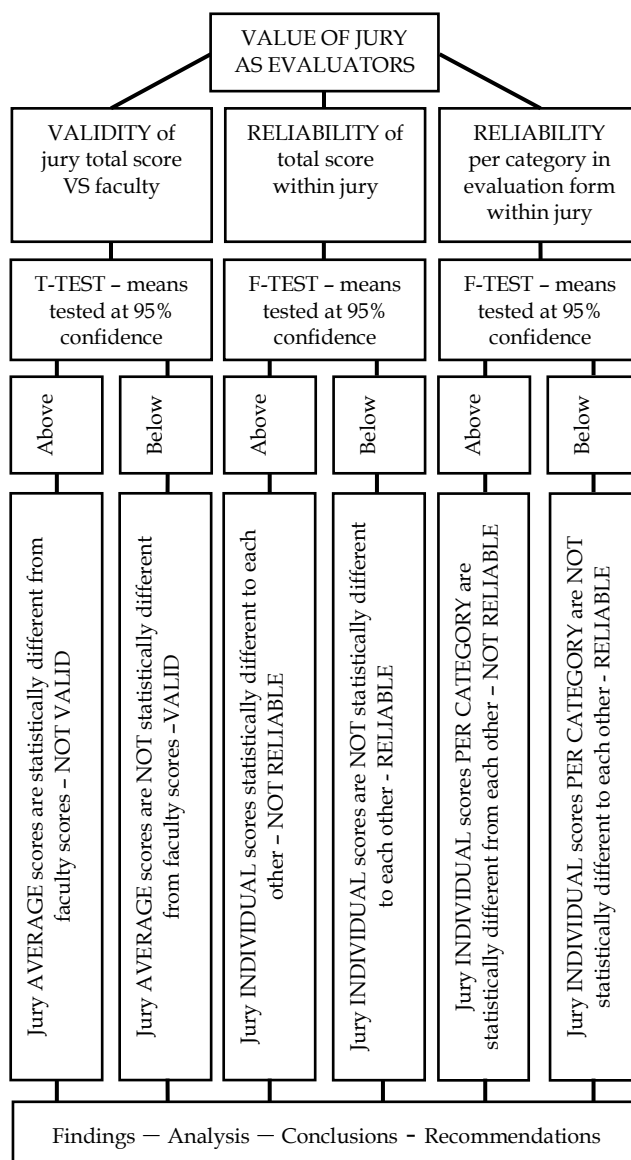 VALUE OF JURY
AS EVALUATORS
VALIDITY of
jury total score
VS faculty
RELIABILITY of
total score
within jury
RELIABILITY
per category in
evaluation form
within jury
T-TEST – means
tested at 95%
confidence
F-TEST – means
tested at 95%
confidence
F-TEST – means
tested at 95%
confidence
Above
Below
Above
Below
Above
Below
Jury AVERAGE scores are statistically different from
faculty scores – NOT VALID
Jury AVERAGE scores are NOT statistically different
from faculty scores –VALID
Jury INDIVIDUAL scores statistically different to each
other – NOT RELIABLE
Jury INDIVIDUAL scores are NOT statistically different
to each other - RELIABLE
Jury INDIVIDUAL scores PER CATEGORY are
statistically different from each other – NOT RELIABLE
Jury INDIVIDUAL scores PER CATEGORY are NOT
statistically different to each other - RELIABLE
Findings — Analysis — Conclusions - Recommendations